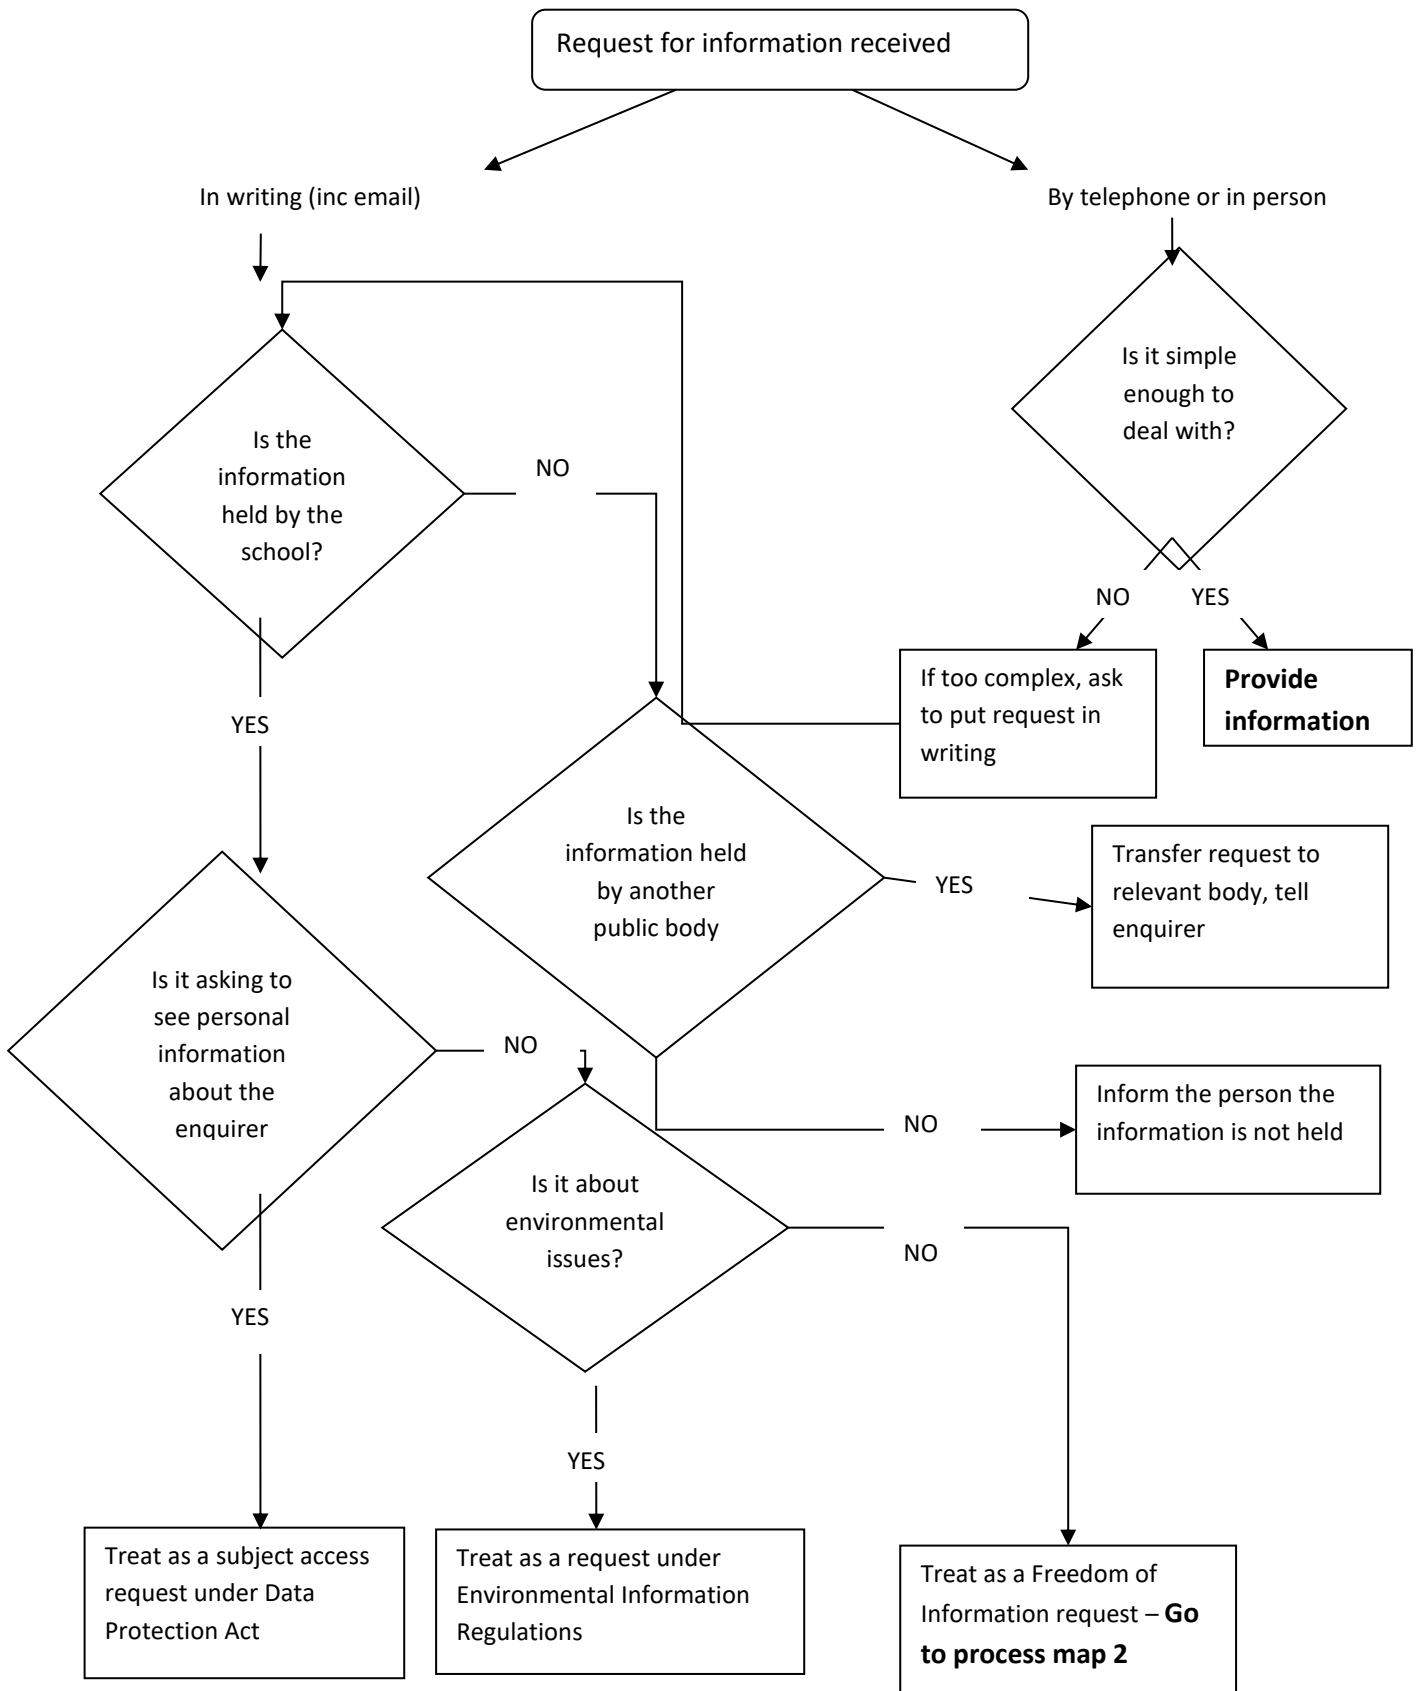 Request for information received
In writing (inc email)
By telephone or in person
Is it simple
enough to
deal with?
Is the
information
held by the
school?
NO
NO
YES
If too complex, ask
to put request in
writing
Provide
information
YES
Is the
information held
by another
public body
YES
Transfer request to
relevant body, tell
enquirer
Is it asking to
see personal
information
about the
enquirer
NO
NO
Inform the person the
information is not held
Is it about
environmental
issues?
NO
YES
YES
Treat as a subject access
request under Data
Protection Act
Treat as a request under
Environmental Information
Regulations
Treat as a Freedom of
Information request – Go
to process map 2